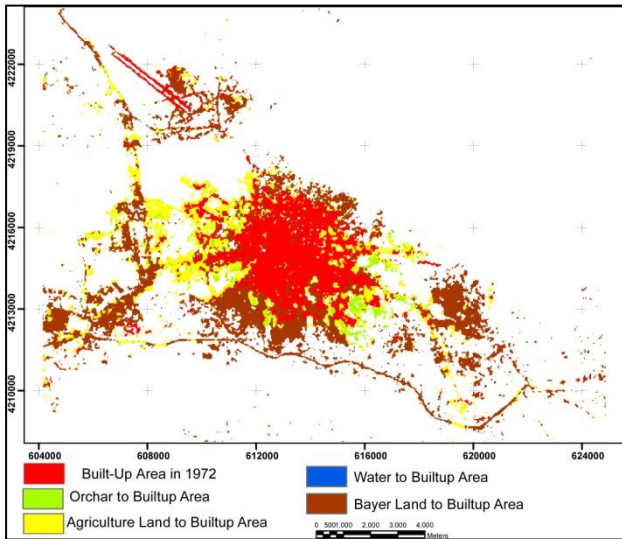 4222000
4219000
4216000
4213000
4210000
604000 608000 612000 616000 620000 624000
Built-Up Area in 1972
Water to Builtup Area
Orchar to Builtup Area
Bayer Land to Builtup Area
Agriculture Land to Builtup Area
0 5001.000 2.000 3.000 4.000
Meters